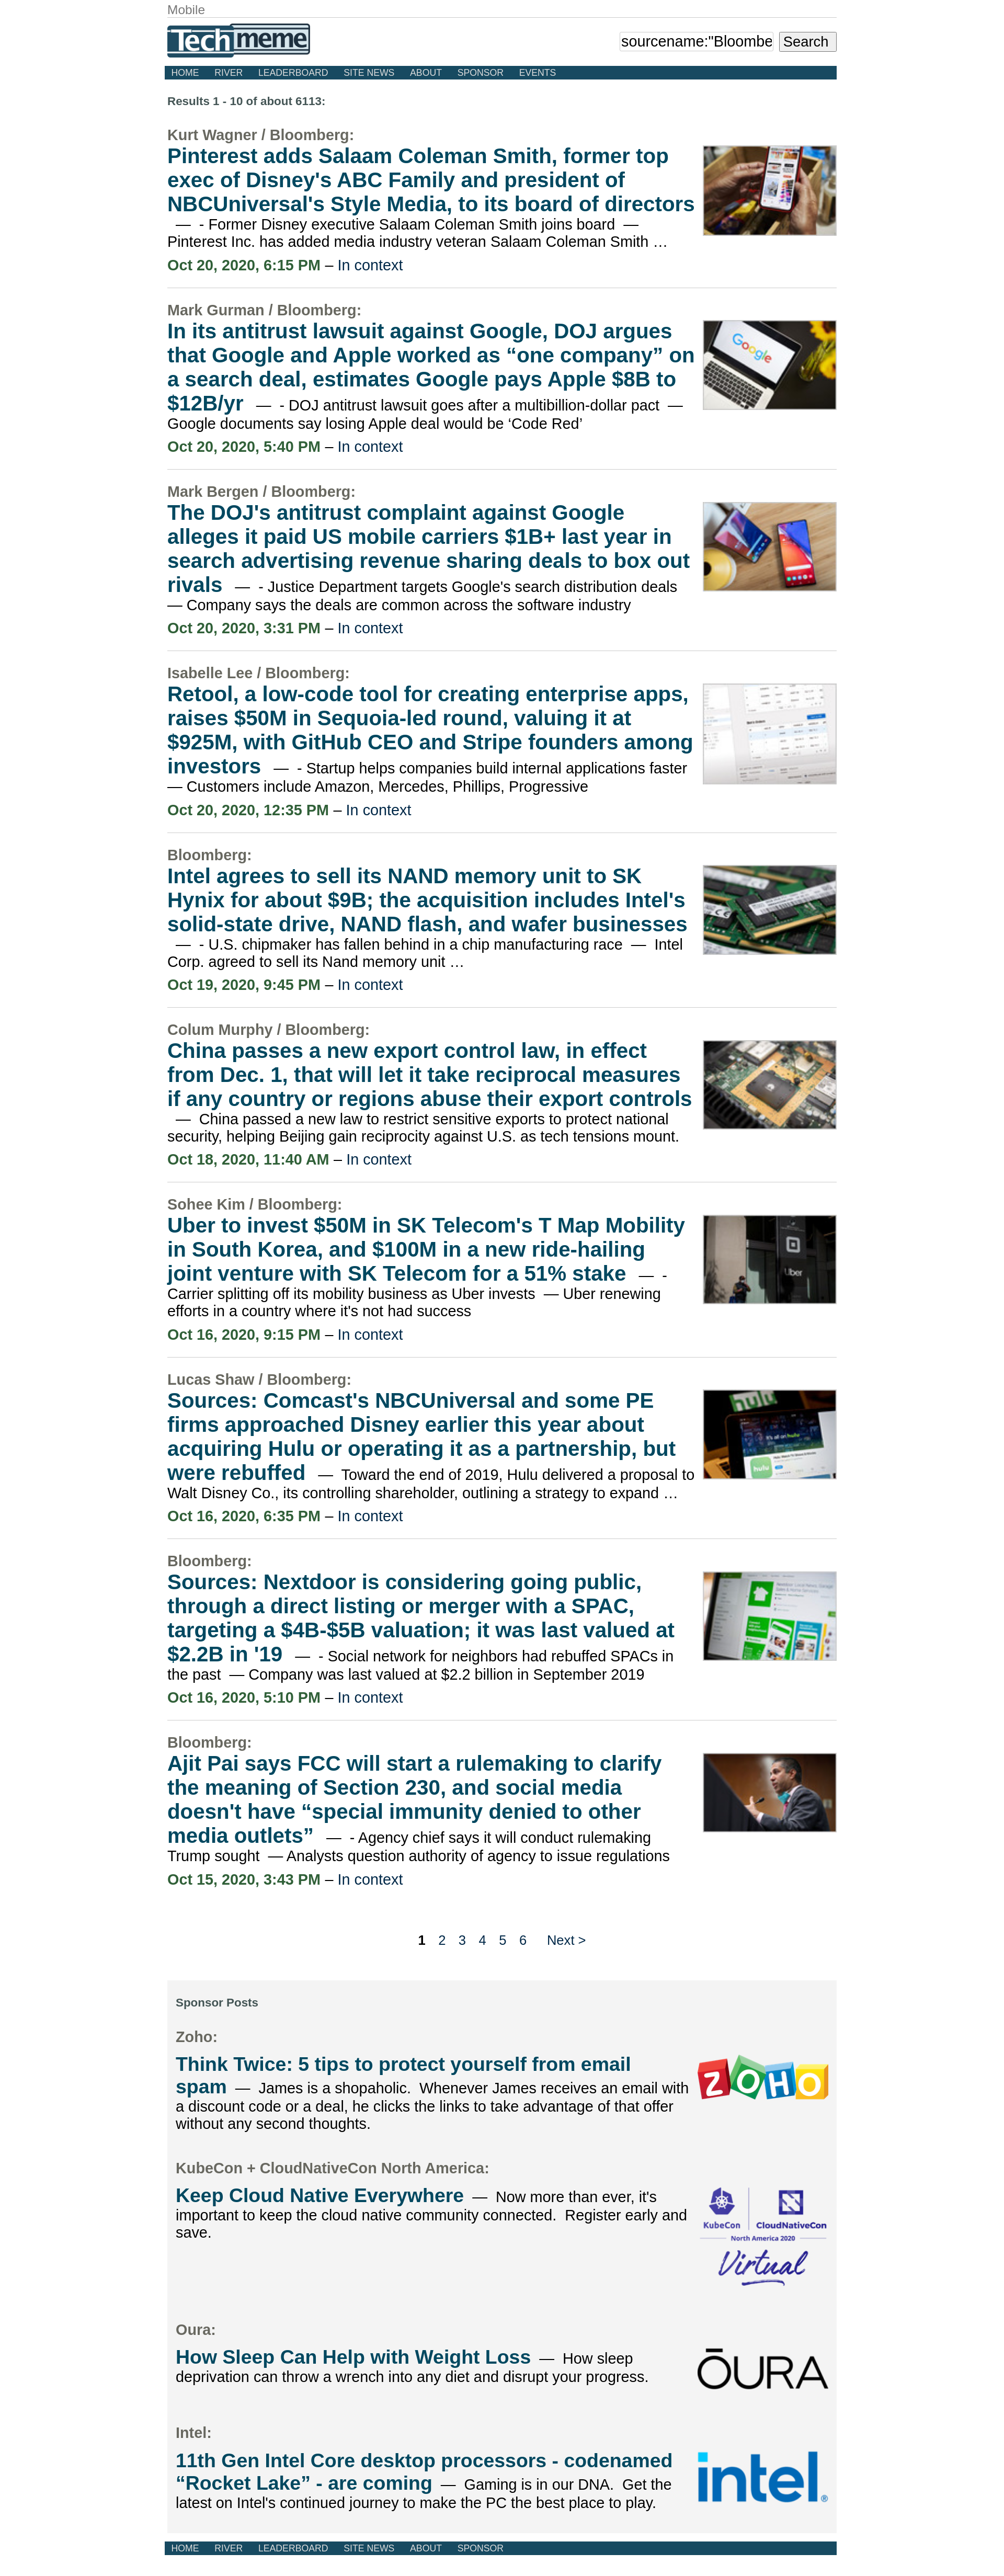 Mobile
Techmeme
sourcename:"Bloombe
Search
HOME RIVER LEADERBOARD SITE NEWS ABOUT SPONSOR EVENTS
Results 1 - 10 of about 6113:
Kurt Wagner / Bloomberg:
Pinterest adds Salaam Coleman Smith, former top
exec of Disney's ABC Family and president of
NBCUniversal's Style Media, to its board of directors
— - Former Disney executive Salaam Coleman Smith joins board —
Pinterest Inc. has added media industry veteran Salaam Coleman Smith …
Oct 20, 2020, 6:15 PM – In context
Mark Gurman / Bloomberg:
In its antitrust lawsuit against Google, DOJ argues
that Google and Apple worked as “one company” on
a search deal, estimates Google pays Apple $8B to
$12B/yr — - DOJ antitrust lawsuit goes after a multibillion-dollar pact —
Google documents say losing Apple deal would be ‘Code Red’
Oct 20, 2020, 5:40 PM – In context
Google
Mark Bergen / Bloomberg:
The DOJ's antitrust complaint against Google
alleges it paid US mobile carriers $1B+ last year in
search advertising revenue sharing deals to box out
rivals — - Justice Department targets Google's search distribution deals
— Company says the deals are common across the software industry
Oct 20, 2020, 3:31 PM – In context
Isabelle Lee / Bloomberg:
Retool, a low-code tool for creating enterprise apps,
raises $50M in Sequoia-led round, valuing it at
$925M, with GitHub CEO and Stripe founders among
investors — - Startup helps companies build internal applications faster
— Customers include Amazon, Mercedes, Phillips, Progressive
Oct 20, 2020, 12:35 PM – In context
Bloomberg:
Intel agrees to sell its NAND memory unit to SK
Hynix for about $9B; the acquisition includes Intel's
solid-state drive, NAND flash, and wafer businesses
— - U.S. chipmaker has fallen behind in a chip manufacturing race — Intel
Corp. agreed to sell its Nand memory unit …
Oct 19, 2020, 9:45 PM – In context
Colum Murphy / Bloomberg:
China passes a new export control law, in effect
from Dec. 1, that will let it take reciprocal measures
if any country or regions abuse their export controls
— China passed a new law to restrict sensitive exports to protect national
security, helping Beijing gain reciprocity against U.S. as tech tensions mount.
Oct 18, 2020, 11:40 AM – In context
Sohee Kim / Bloomberg:
Uber to invest $50M in SK Telecom's T Map Mobility
in South Korea, and $100M in a new ride-hailing
joint venture with SK Telecom for a 51% stake — -
Carrier splitting off its mobility business as Uber invests — Uber renewing
efforts in a country where it's not had success
Oct 16, 2020, 9:15 PM – In context
Uber
Lucas Shaw / Bloomberg:
Sources: Comcast's NBCUniversal and some PE
firms approached Disney earlier this year about
acquiring Hulu or operating it as a partnership, but
were rebuffed — Toward the end of 2019, Hulu delivered a proposal to
Walt Disney Co., its controlling shareholder, outlining a strategy to expand …
Oct 16, 2020, 6:35 PM – In context
hulu
hulu
Bloomberg:
Sources: Nextdoor is considering going public,
through a direct listing or merger with a SPAC,
targeting a $4B-$5B valuation; it was last valued at
$2.2B in '19 — - Social network for neighbors had rebuffed SPACs in
the past — Company was last valued at $2.2 billion in September 2019
Oct 16, 2020, 5:10 PM – In context
Bloomberg:
Ajit Pai says FCC will start a rulemaking to clarify
the meaning of Section 230, and social media
doesn't have “special immunity denied to other
media outlets” — - Agency chief says it will conduct rulemaking
Trump sought — Analysts question authority of agency to issue regulations
Oct 15, 2020, 3:43 PM – In context
1 2 3 4 5 6 Next >
Sponsor Posts
Zoho:
Think Twice: 5 tips to protect yourself from email
spam — James is a shopaholic. Whenever James receives an email with
a discount code or a deal, he clicks the links to take advantage of that offer
without any second thoughts.
ZOHO
KubeCon + CloudNativeCon North America:
Keep Cloud Native Everywhere — Now more than ever, it's
important to keep the cloud native community connected. Register early and
save.
KubeCon CloudNativeCon
North America 2020
Virtual
Oura:
How Sleep Can Help with Weight Loss — How sleep
deprivation can throw a wrench into any diet and disrupt your progress.
ŌURA
Intel:
11th Gen Intel Core desktop processors - codenamed
“Rocket Lake” - are coming — Gaming is in our DNA. Get the
latest on Intel's continued journey to make the PC the best place to play.
intel®
HOME RIVER LEADERBOARD SITE NEWS ABOUT SPONSOR